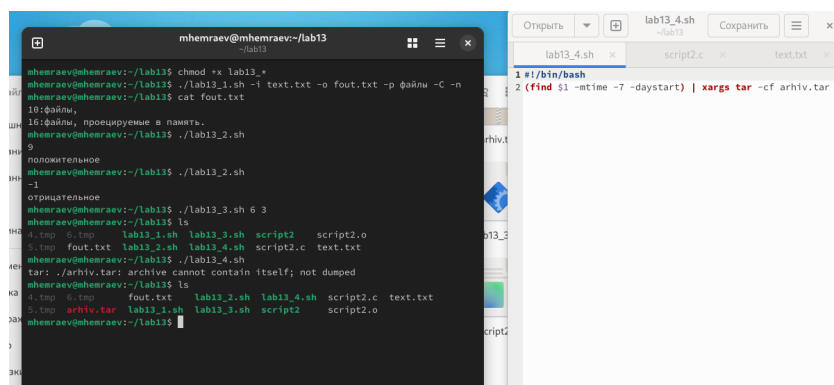 mhemraev@mhemraev:~/lab13
~/lab13
mhemraev@mhemraev:~/lab13$ chmod +x lab13_*
mhemraev@mhemraev:~/lab13$ ./lab13_1.sh -i text.txt -o fout.txt -p файлы -C -n
mhemraev@mhemraev:~/lab13$ cat fout.txt
10:файлы,
16:файлы, проецируемые в память.
mhemraev@mhemraev:~/lab13$ ./lab13_2.sh
9
положительное
mhemraev@mhemraev:~/lab13$ ./lab13_2.sh
-1
отрицательное
mhemraev@mhemraev:~/lab13$ ./lab13_3.sh 6 3
mhemraev@mhemraev:~/lab13$ ls
4.tmp 6.tmp lab13_1.sh lab13_3.sh script2 script2.o
5.tmp fout.txt lab13_2.sh lab13_4.sh script2.c text.txt
mhemraev@mhemraev:~/lab13$ ./lab13_4.sh
tar: ./arhiv.tar: archive cannot contain itself; not dumped
mhemraev@mhemraev:~/lab13$ ls
4.tmp 6.tmp fout.txt lab13_2.sh lab13_4.sh script2.c text.txt
5.tmp arhiv.tar lab13_1.sh lab13_3.sh script2 script2.o
mhemraev@mhemraev:~/lab13$
Открыть
lab13_4.sh
~/lab13
Сохранить
lab13_4.sh
script2.c
text.txt
1 #!/bin/bash
2 (find $1 -mtime -7 -daystart) | xargs tar -cf arhiv.tar